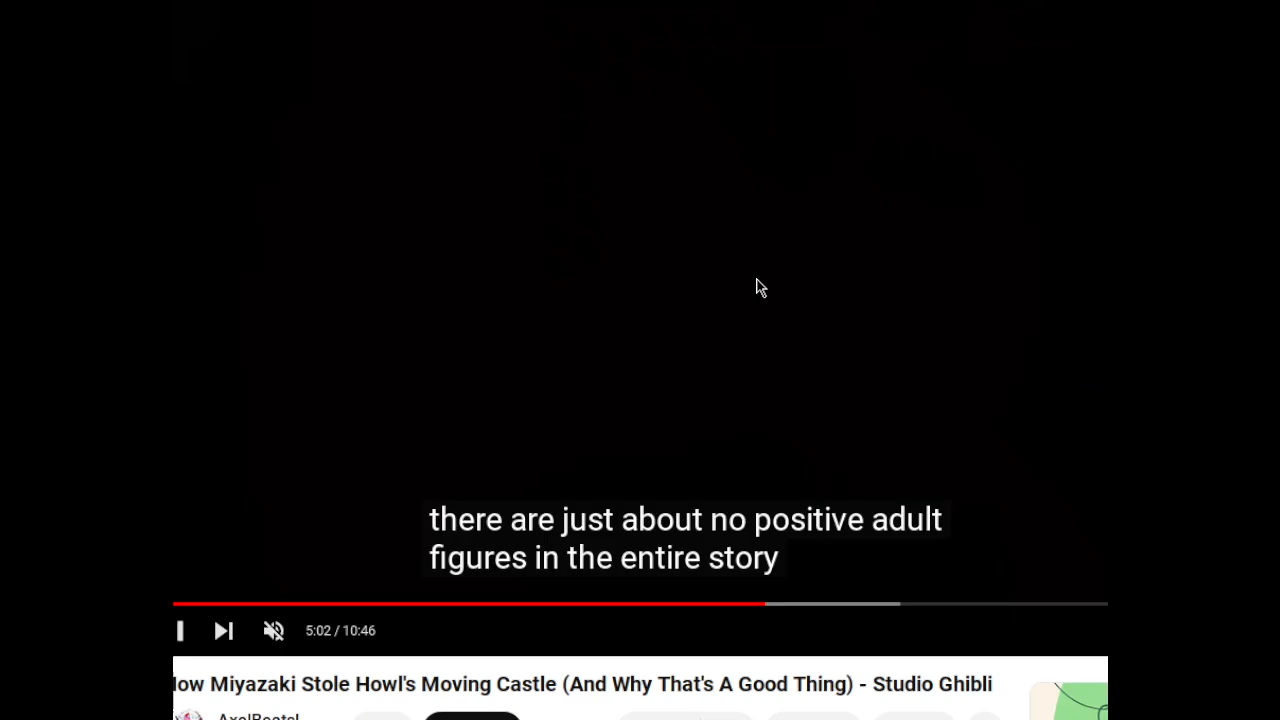 there are just about no positive adult
figures in the entire story
5:02 / 10:46
Miyazaki Stole Howl's Moving Castle (And Why That's A Good Thing) - Studio Ghibli